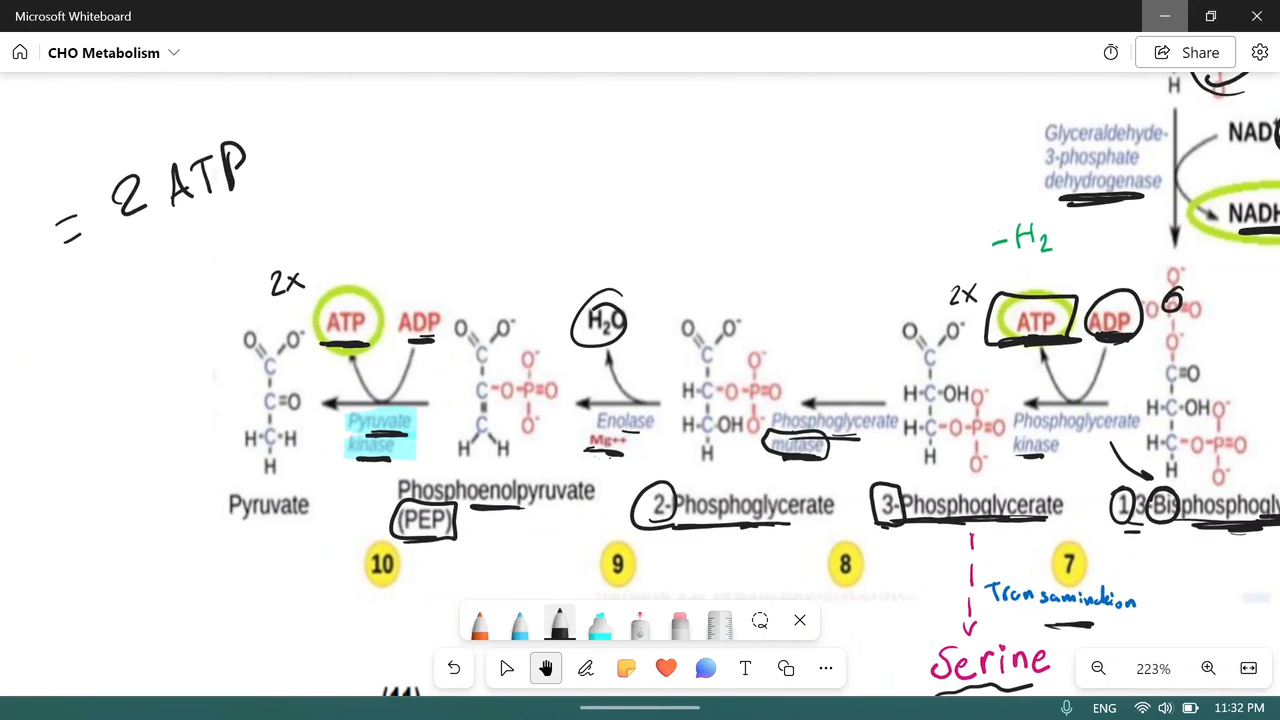 Microsoft Whiteboard
CHO Metabolism
Share
H
Glyceraldehyde-
3-phosphate
dehydrogenase
NAD
NADH
= 2 ATP
-H2
2x
ATP
ADP
H2O
2x
ATP
ADP
Pyruvate
kinase
Enolase
Mg++
Phosphoglycerate
mutase
Phosphoglycerate
kinase
Pyruvate
Phosphoenolpyruvate
(PEP)
2-Phosphoglycerate
3-Phosphoglycerate
1,3-Bisphosphogly
10
9
8
7
Transamination
Serine
223%
ENG
11:32 PM